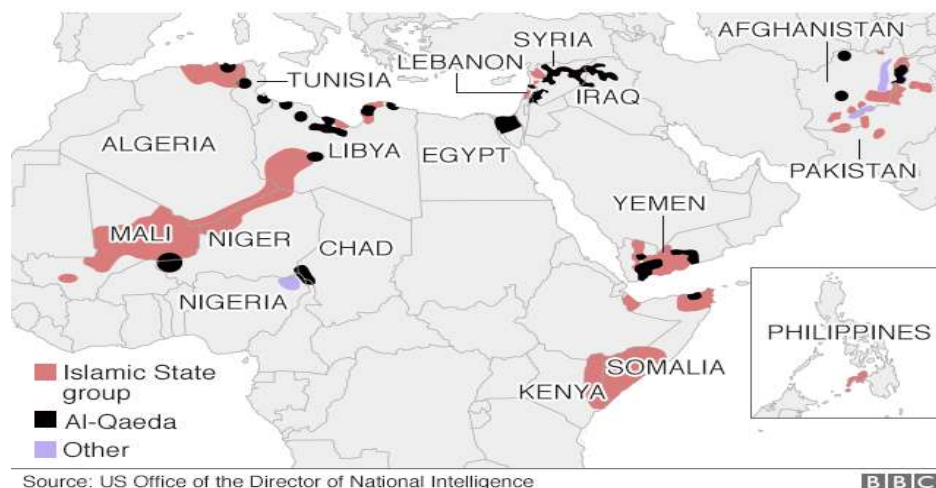 AFGHANISTAN
SYRIA
LEBANON
TUNISIA
IRAQ
ALGERIA
LIBYA
EGYPT
PAKISTAN
YEMEN
MALI
NIGER
CHAD
NIGERIA
PHILIPPINES
SOMALIA
KENYA
Islamic State
group
Al-Qaeda
Other
Source: US Office of the Director of National Intelligence
BBC